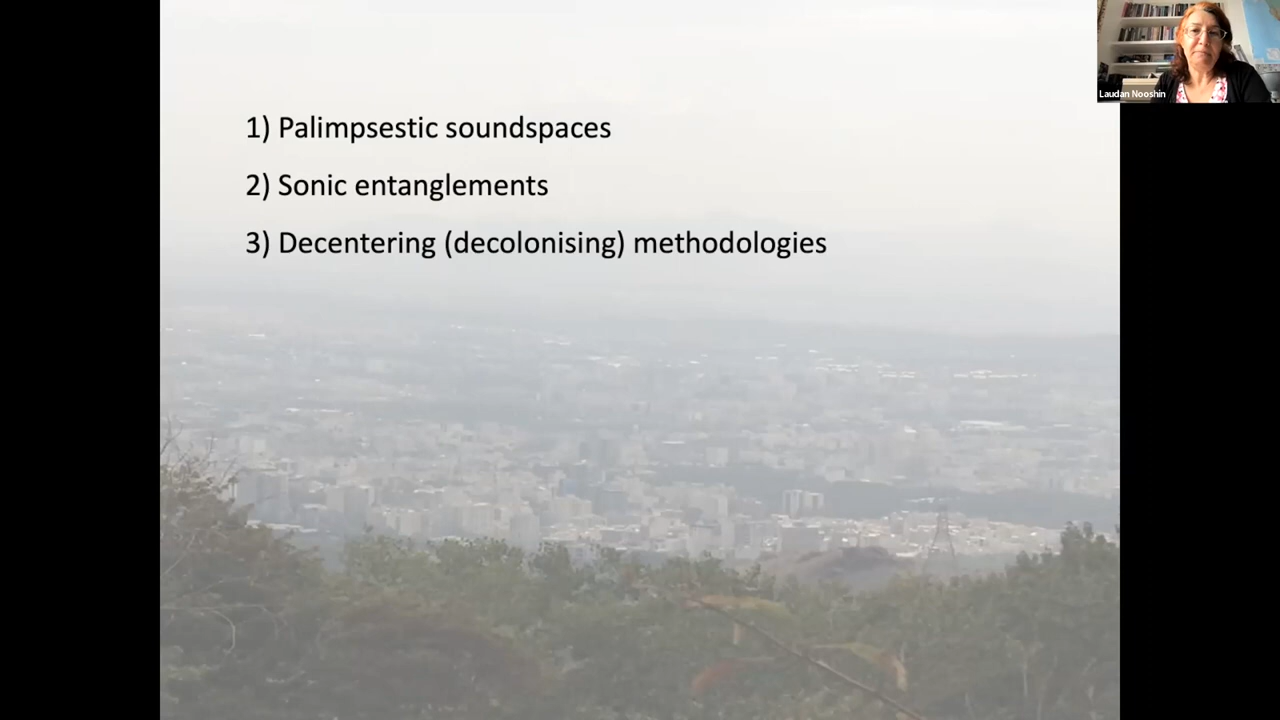 1) Palimpsestic soundspaces
2) Sonic entanglements
3) Decentering (decolonising) methodologies
Laudan Nooshin